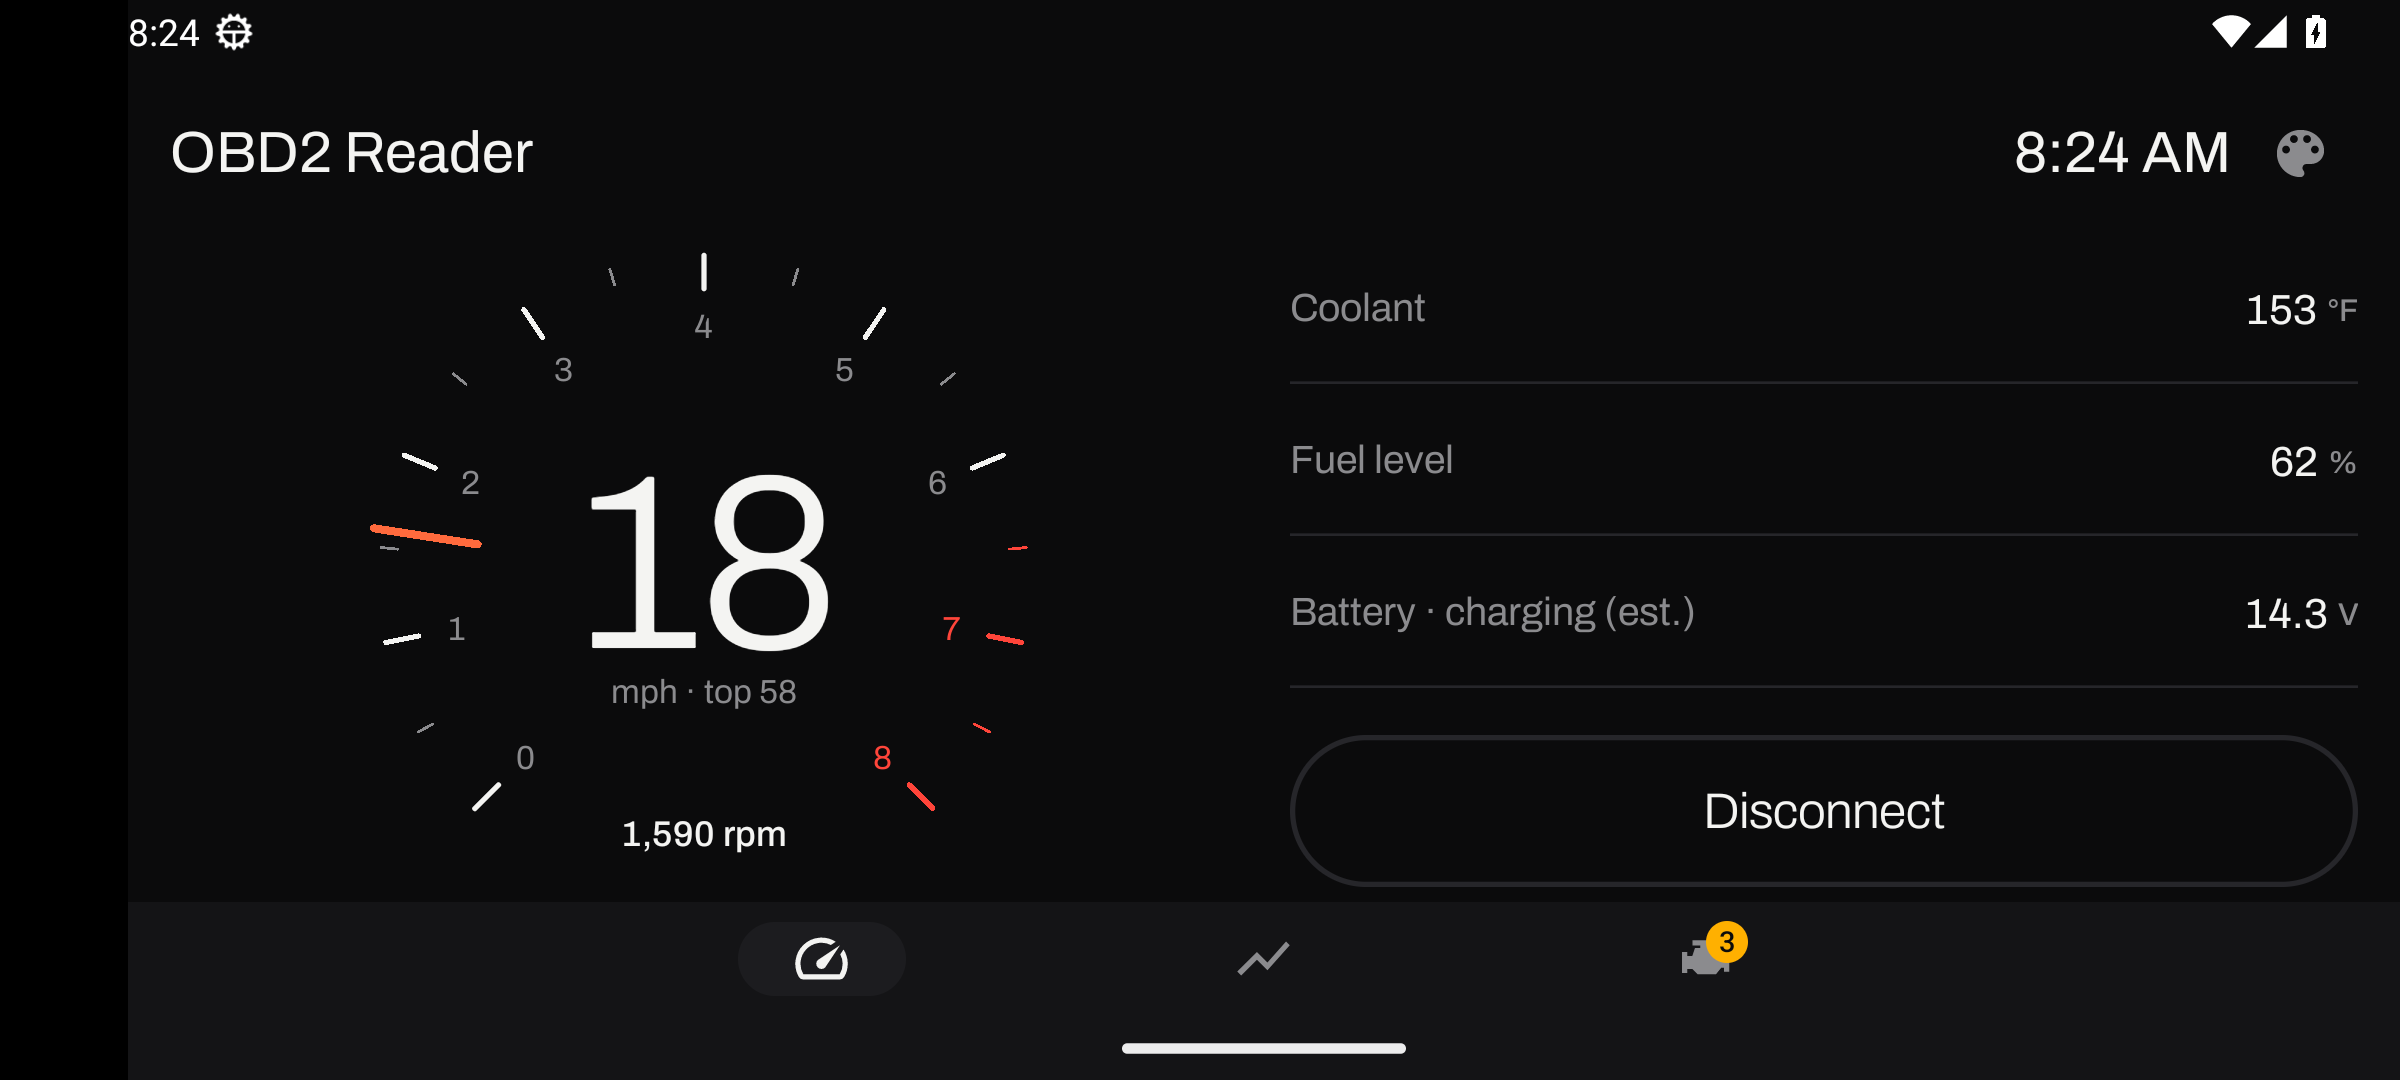 8:24
OBD2 Reader
8:24 AM
4
3
5
2
6
1
7
0
8
18
mph · top 58
1,590 rpm
Coolant
153 °F
Fuel level
62 %
Battery · charging (est.)
14.3 V
Disconnect
3